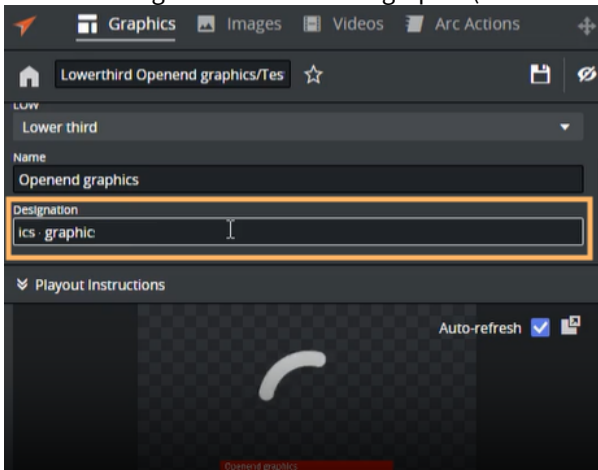 Graphics Images Videos Arc Actions
Lowerthird Openend graphics/Tes
LOW
Lower third
Name
Openend graphics
Designation
ics graphic
Playout Instructions
Auto-refresh
Openend graphics